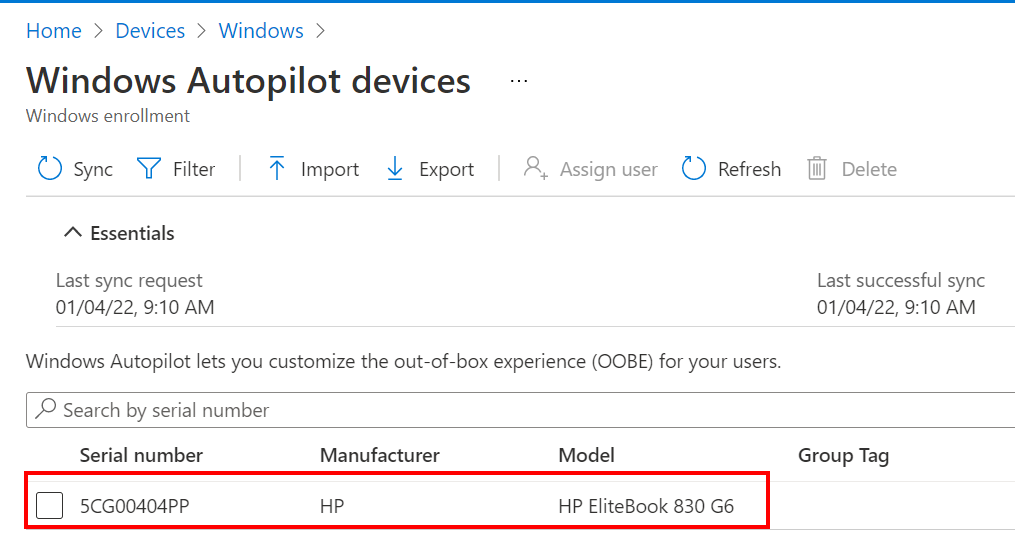 Home > Devices > Windows >
Windows Autopilot devices ...
Windows enrollment
Sync Filter Import Export Assign user Refresh Delete
Essentials
Last sync request Last successful sync
01/04/22, 9:10 AM 01/04/22, 9:10 AM
Windows Autopilot lets you customize the out-of-box experience (OOBE) for your users.
Search by serial number
Serial number Manufacturer Model Group Tag
5CG00404PP HP HP EliteBook 830 G6